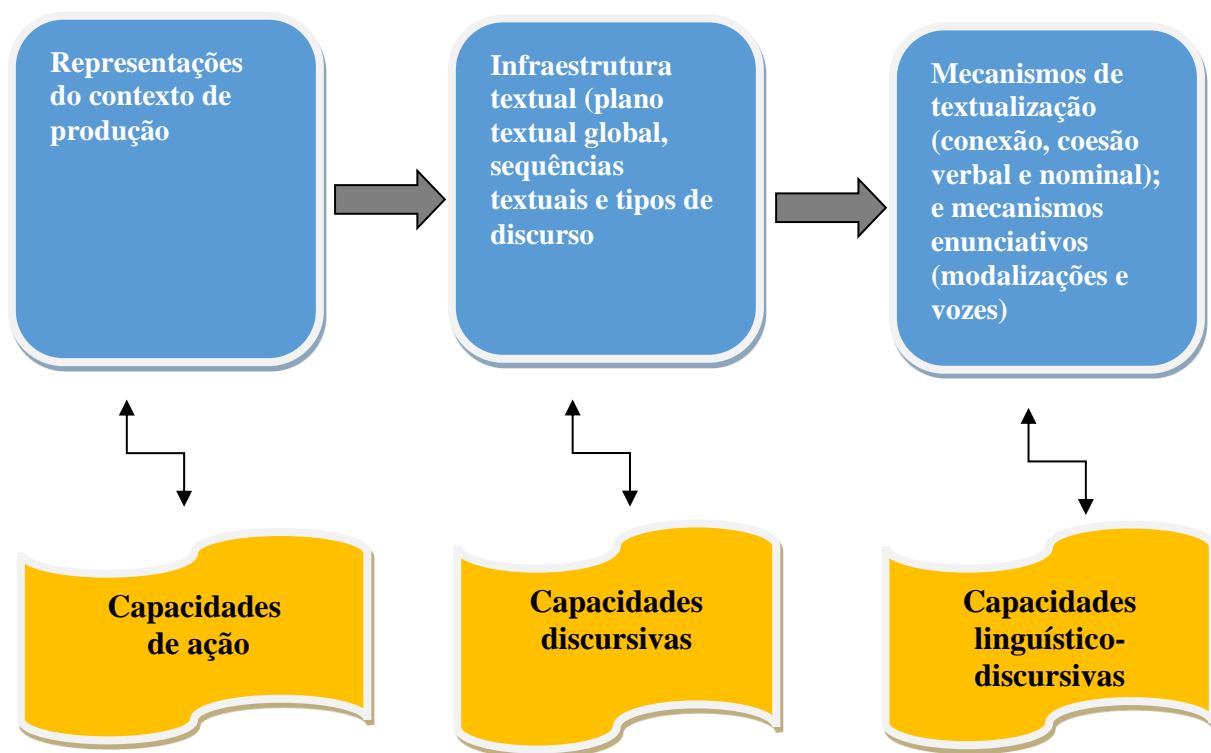 Representações
do contexto de
produção
Infraestrutura
textual (plano
textual global,
sequências
textuais e tipos de
discurso
Mecanismos de
textualização
(conexão, coesão
verbal e nominal);
e mecanismos
enunciativos
(modalizações e
vozes)
Capacidades
de ação
Capacidades
discursivas
Capacidades
linguístico-
discursivas